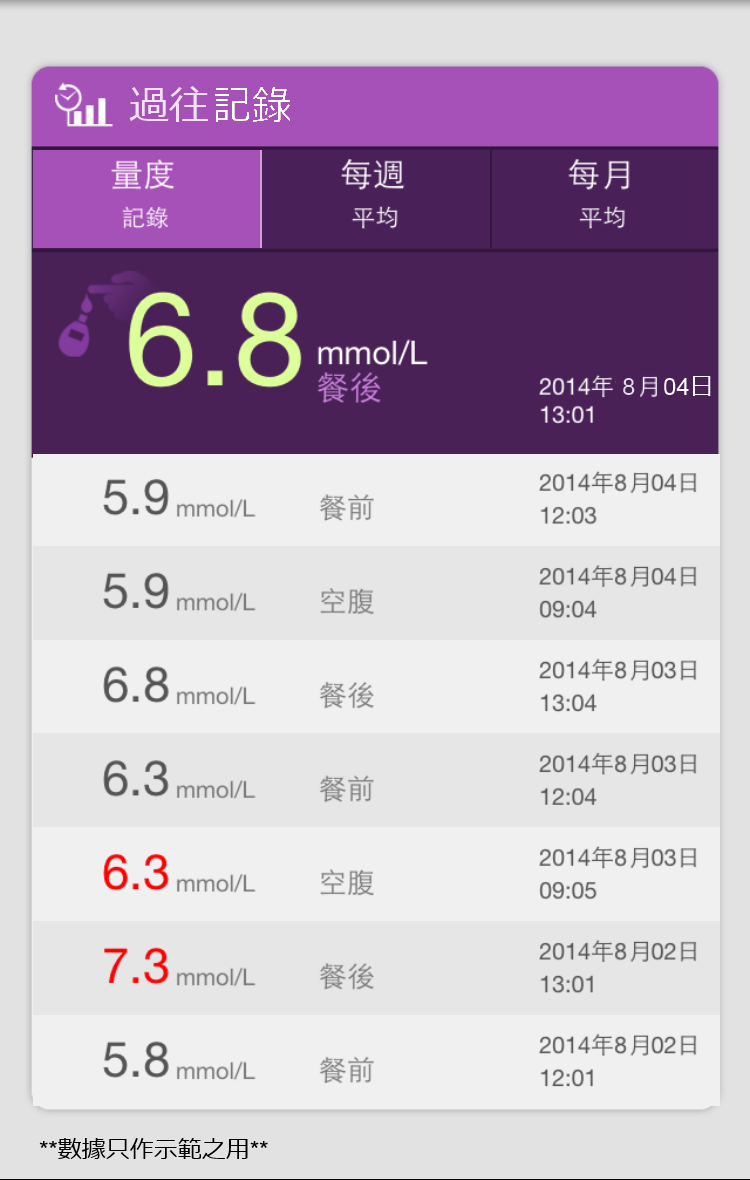 過往記錄
量度
記錄
每週
平均
每月
平均
6.8 mmol/L
餐後
2014年 8月04日
13:01
5.9 mmol/L 餐前 2014年8月04日
12:03
5.9 mmol/L 空腹 2014年8月04日
09:04
6.8 mmol/L 餐後 2014年8月03日
13:04
6.3 mmol/L 餐前 2014年8月03日
12:04
6.3 mmol/L 空腹 2014年8月03日
09:05
7.3 mmol/L 餐後 2014年8月02日
13:01
5.8 mmol/L 餐前 2014年8月02日
12:01
**數據只作示範之用**